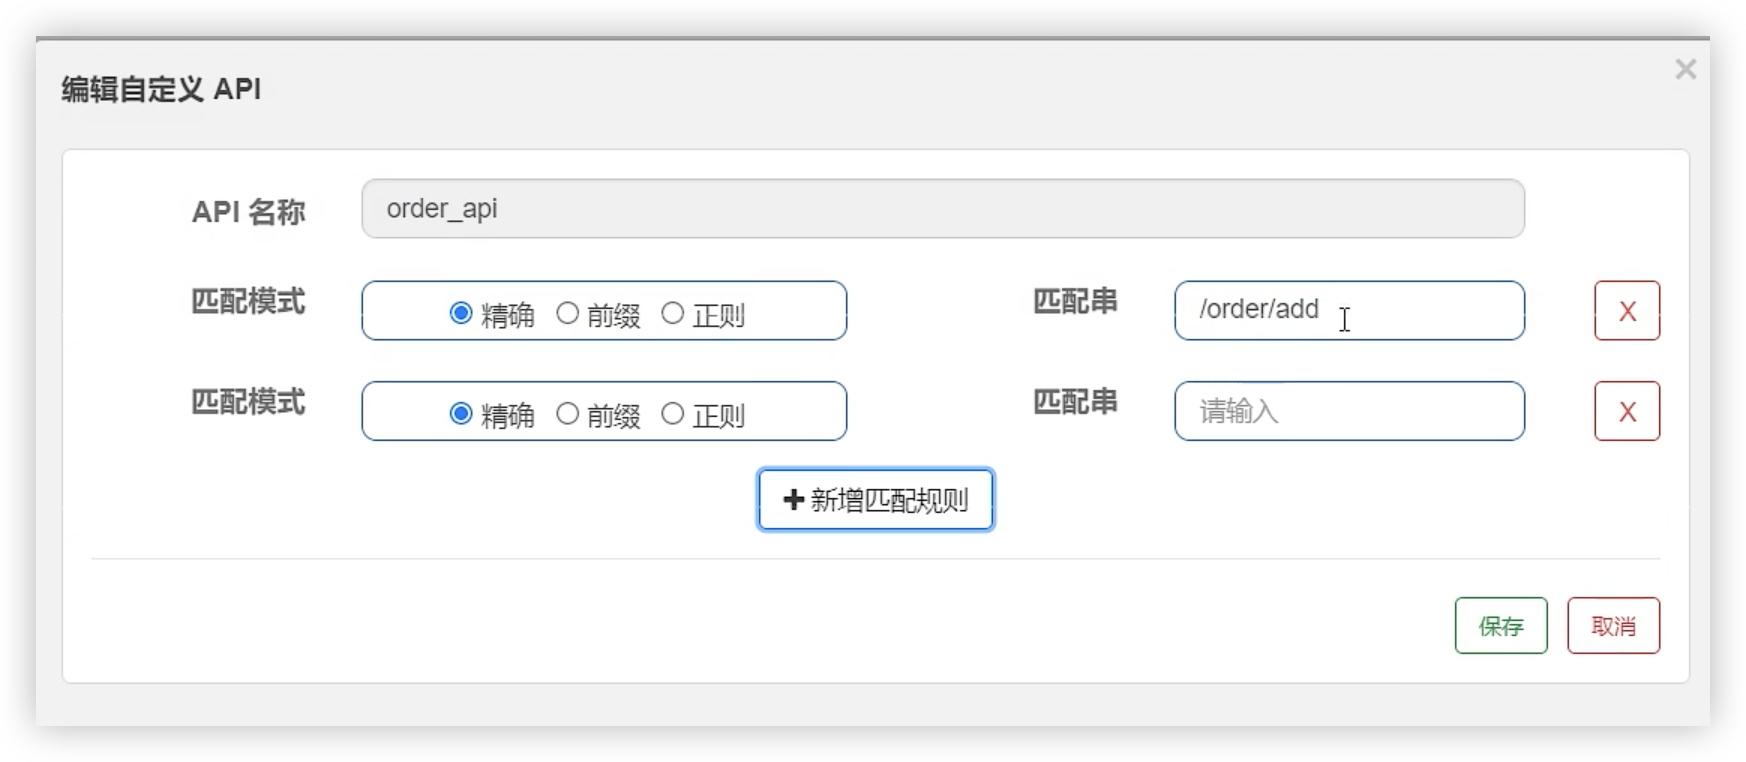 编辑自定义 API
×
API 名称 order_api
匹配模式 精确 前缀 正则 匹配串 /order/add X
匹配模式 精确 前缀 正则 匹配串 请输入 X
+ 新增匹配规则
保存 取消